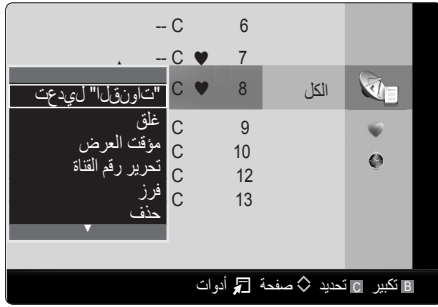 6 C --
7 ♥ C --
الكل 8 ♥ C
"تاونقلا" ليدعت
غلق
مؤقت العرض
تحرير رقم القناة
فرز
حذف
9 C
10 C
12 C
13 C
B تكبير C تحديد صفحة أدوات